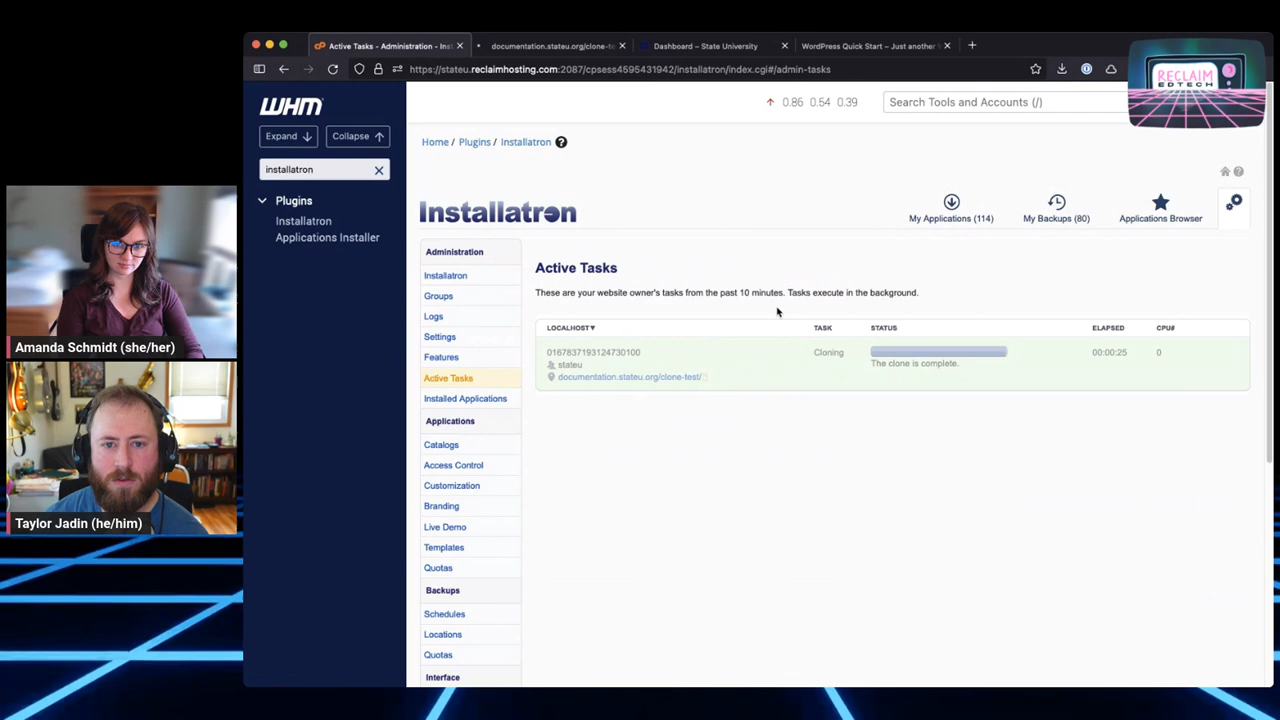 Active Tasks - Administration - Ins
documentation.stateu.org/clone-te
Dashboard – State University
WordPress Quick Start – Just another
https://stateu.reclaimhosting.com:2087/cpsess4595431942/installatron/index.cgi#/admin-tasks
RECLAIM
EDTECH
WHM
Expand
Collapse
installatron
Plugins
Installatron
Applications Installer
0.86 0.54 0.39
Search Tools and Accounts (/)
Home / Plugins / Installatron
Installatron
My Applications (114)
My Backups (80)
Applications Browser
Administration
Installatron
Groups
Logs
Settings
Features
Active Tasks
Installed Applications
Applications
Catalogs
Access Control
Customization
Branding
Live Demo
Templates
Quotas
Backups
Schedules
Locations
Quotas
Interface
Active Tasks
These are your website owner's tasks from the past 10 minutes. Tasks execute in the background.
LOCALHOST▼ TASK STATUS ELAPSED CPU#
0167837193124730100 Cloning 00:00:25 0
stateu The clone is complete.
documentation.stateu.org/clone-test/
Amanda Schmidt (she/her)
Taylor Jadin (he/him)